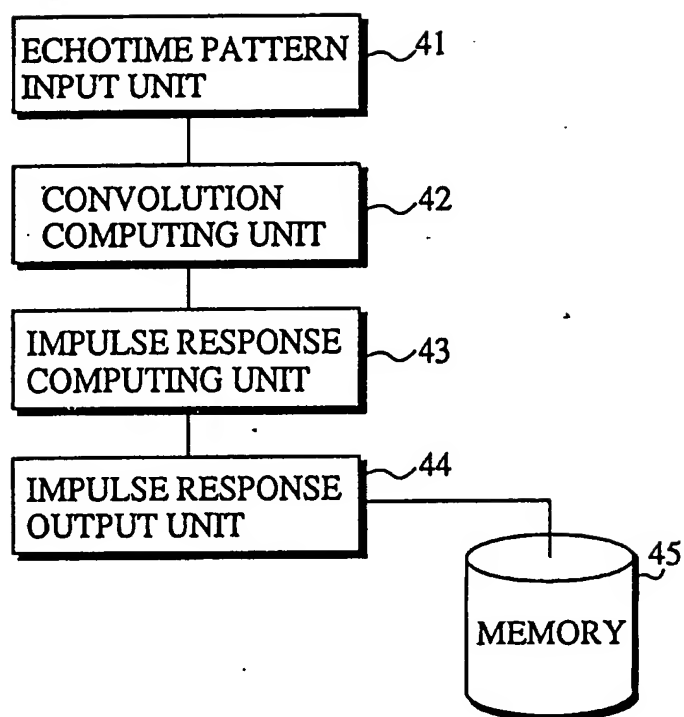 ECHOTIME PATTERN
INPUT UNIT
41
CONVOLUTION
COMPUTING UNIT
42
IMPULSE RESPONSE
COMPUTING UNIT
43
IMPULSE RESPONSE
OUTPUT UNIT
44
45
MEMORY